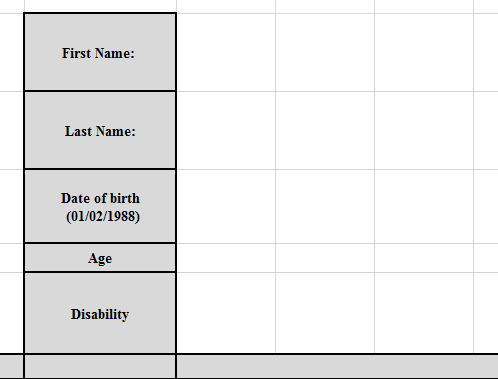 First Name:
Last Name:
Date of birth
(01/02/1988)
Age
Disability